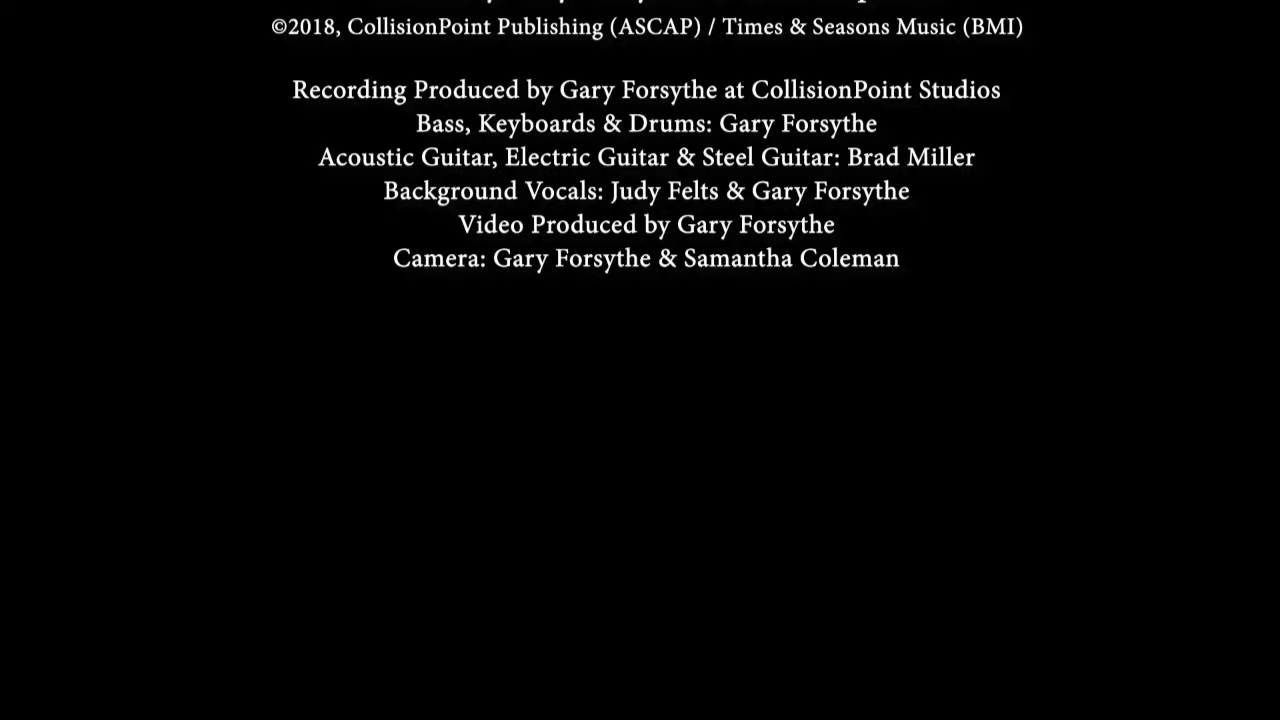 ©2018, CollisionPoint Publishing (ASCAP) / Times & Seasons Music (BMI)
Recording Produced by Gary Forsythe at CollisionPoint Studios
Bass, Keyboards & Drums: Gary Forsythe
Acoustic Guitar, Electric Guitar & Steel Guitar: Brad Miller
Background Vocals: Judy Felts & Gary Forsythe
Video Produced by Gary Forsythe
Camera: Gary Forsythe & Samantha Coleman